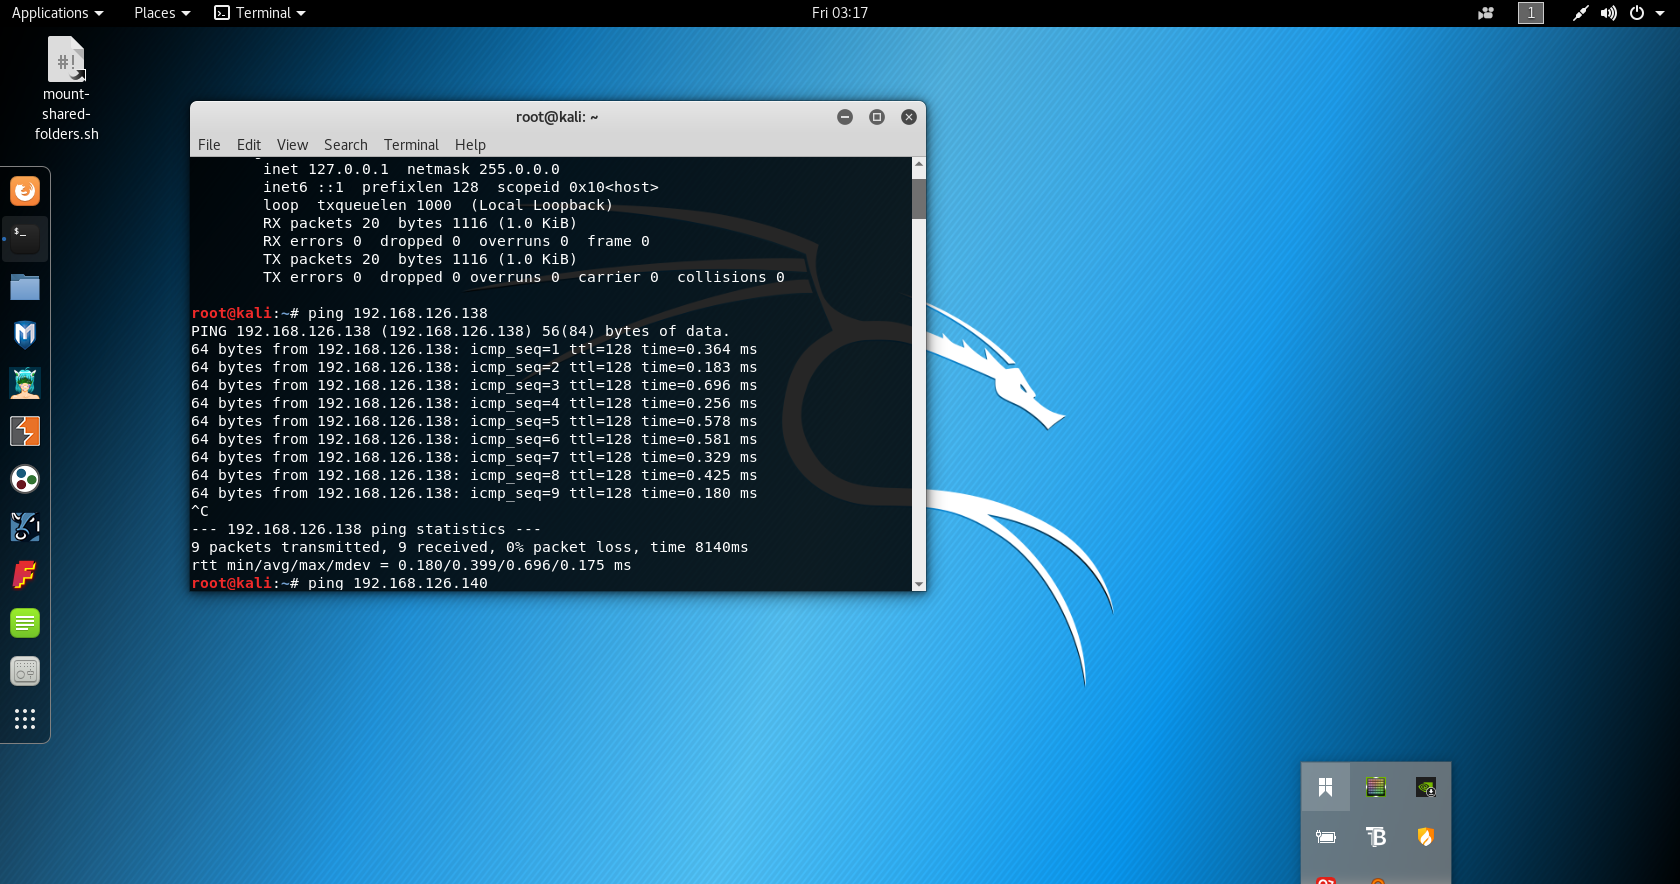 Applications Places Terminal Fri 03:17 1
mount-
shared-
folders.sh
root@kali: ~
File Edit View Search Terminal Help
inet 127.0.0.1  netmask 255.0.0.0
inet6 ::1  prefixlen 128  scopeid 0x10<host>
loop  txqueuelen 1000  (Local Loopback)
RX packets 20  bytes 1116 (1.0 KiB)
RX errors 0  dropped 0  overruns 0  frame 0
TX packets 20  bytes 1116 (1.0 KiB)
TX errors 0  dropped 0 overruns 0  carrier 0  collisions 0
root@kali:~# ping 192.168.126.138
PING 192.168.126.138 (192.168.126.138) 56(84) bytes of data.
64 bytes from 192.168.126.138: icmp_seq=1 ttl=128 time=0.364 ms
64 bytes from 192.168.126.138: icmp_seq=2 ttl=128 time=0.183 ms
64 bytes from 192.168.126.138: icmp_seq=3 ttl=128 time=0.696 ms
64 bytes from 192.168.126.138: icmp_seq=4 ttl=128 time=0.256 ms
64 bytes from 192.168.126.138: icmp_seq=5 ttl=128 time=0.578 ms
64 bytes from 192.168.126.138: icmp_seq=6 ttl=128 time=0.581 ms
64 bytes from 192.168.126.138: icmp_seq=7 ttl=128 time=0.329 ms
64 bytes from 192.168.126.138: icmp_seq=8 ttl=128 time=0.425 ms
64 bytes from 192.168.126.138: icmp_seq=9 ttl=128 time=0.180 ms
^C
--- 192.168.126.138 ping statistics ---
9 packets transmitted, 9 received, 0% packet loss, time 8140ms
rtt min/avg/max/mdev = 0.180/0.399/0.696/0.175 ms
root@kali:~# ping 192.168.126.140